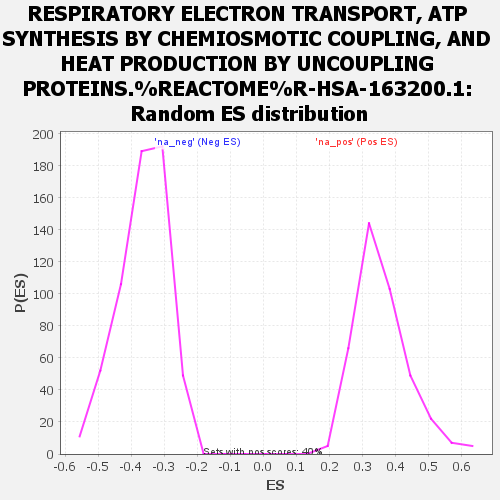 RESPIRATORY ELECTRON TRANSPORT, ATP
SYNTHESIS BY CHEMIOSMOTIC COUPLING, AND
HEAT PRODUCTION BY UNCOUPLING
PROTEINS.%REACTOME%R-HSA-163200.1:
Random ES distribution
'na_neg' (Neg ES)
'na_pos' (Pos ES)
200
180
160
140
120
100
80
60
40
20
0
P(ES)
Sets with pos scores: 40%
-0.6 -0.5 -0.4 -0.3 -0.2 -0.1 0.0 0.1 0.2 0.3 0.4 0.5 0.6
ES